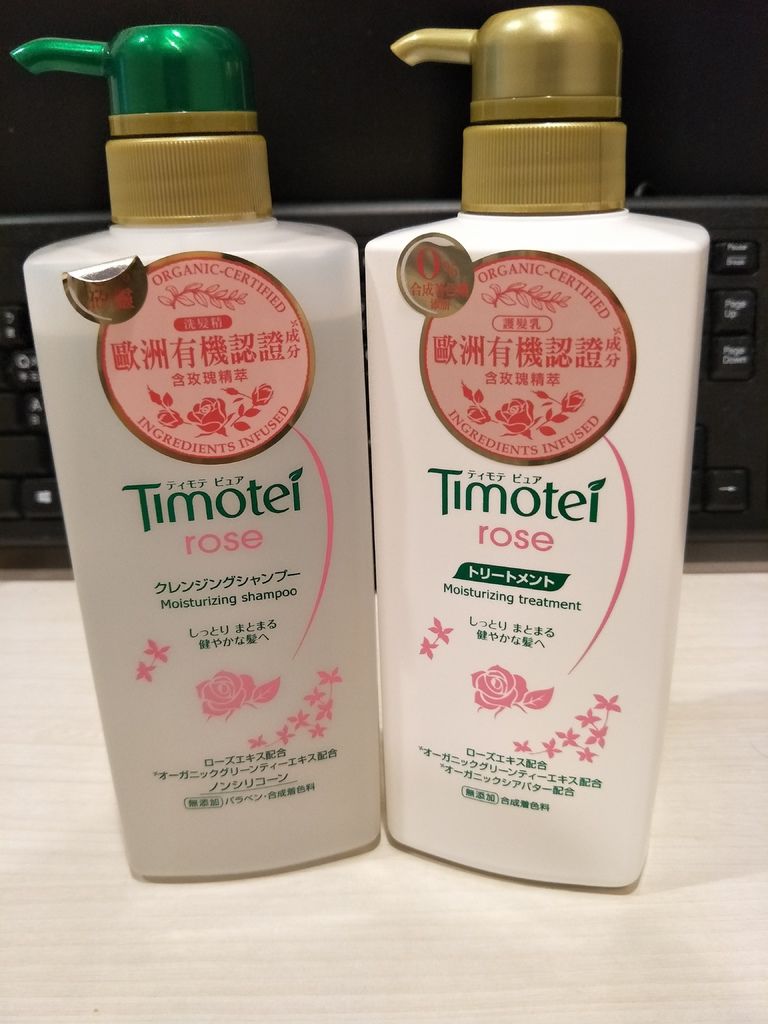 ORGANIC-CERTIFIED
洗髮精
歐洲有機認證成分
含玫瑰精萃
INGREDIENTS INFUSED
ティモテ ピュア
Timotei
rose
クレンジングシャンプー
Moisturizing shampoo
しっとり まとまる
健やかな髪へ
ローズエキス配合
*オーガニックグリーンティーエキス配合
ノンシリコーン
無添加 パラベン・合成着色料
0%
合成著色劑
ORGANIC-CERTIFIED
護髮乳
歐洲有機認證成分
含玫瑰精萃
INGREDIENTS INFUSED
ティモテ ピュア
Timotei
rose
トリートメント
Moisturizing treatment
しっとり まとまる
健やかな髪へ
ローズエキス配合
*オーガニックグリーンティーエキス配合
*オーガニックシアバター配合
無添加 合成着色料
Pause
Break
Page
Up
Page
Down